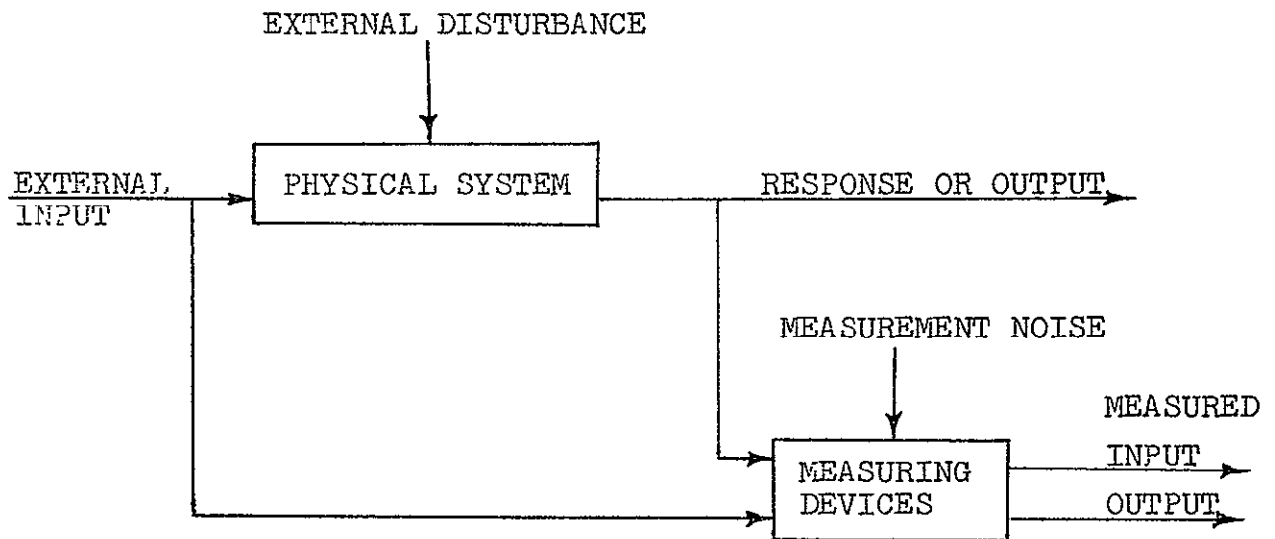 EXTERNAL DISTURBANCE
EXTERNAL
INPUT
PHYSICAL SYSTEM
RESPONSE OR OUTPUT
MEASUREMENT NOISE
MEASURED
INPUT
OUTPUT
MEASURING
DEVICES